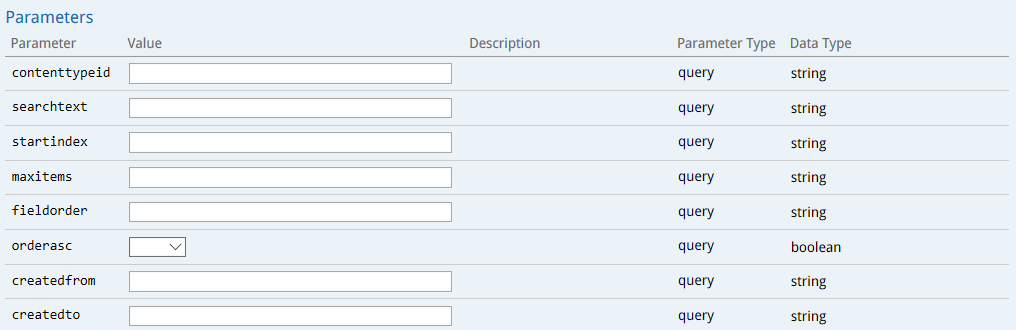 Parameters
Parameter Value Description Parameter Type Data Type
contenttypeid query string
searchtext query string
startindex query string
maxitems query string
fieldorder query string
orderasc query boolean
createdfrom query string
createdto query string